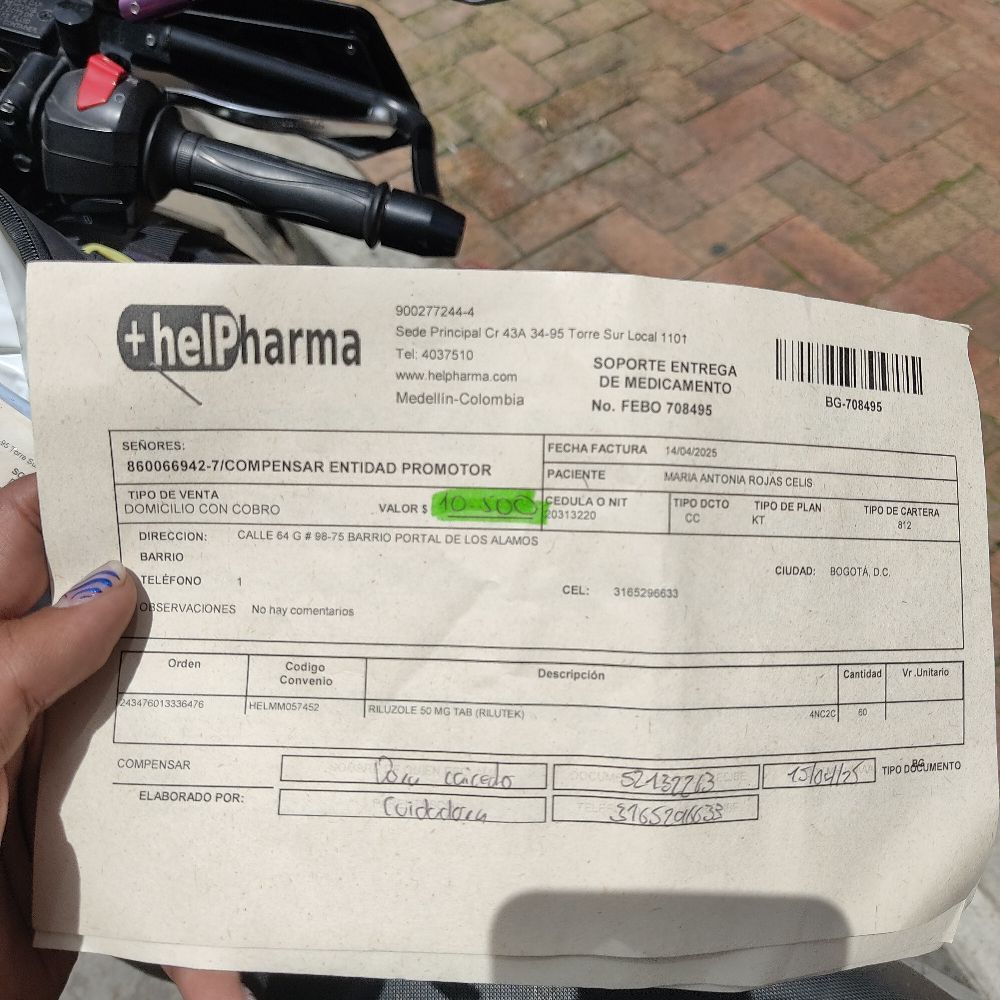 +helPharma
900277244-4
Sede Principal Cr 43A 34-95 Torre Sur Local 1101
Tel: 4037510
www.helpharma.com
Medellín-Colombia
SOPORTE ENTREGA
DE MEDICAMENTO
No. FEBO 708495
BG-708495
SEÑORES:
860066942-7/COMPENSAR ENTIDAD PROMOTOR
FECHA FACTURA 14/04/2025
PACIENTE MARIA ANTONIA ROJAS CELIS
TIPO DE VENTA
DOMICILIO CON COBRO
VALOR $ 10.500
CEDULA O NIT
20313220
TIPO DCTO
CC
TIPO DE PLAN
KT
TIPO DE CARTERA
812
DIRECCION: CALLE 64 G # 98-75 BARRIO PORTAL DE LOS ALAMOS
BARRIO
CIUDAD: BOGOTÁ, D.C.
TELÉFONO 1
CEL: 3165296633
OBSERVACIONES No hay comentarios
Orden Codigo Convenio Descripción Cantidad Vr.Unitario
243476013336476 HELMM057452 RILUZOLE 50 MG TAB (RILUTEK) 4NC2C 60
COMPENSAR
caicedo
15/04/25
BG
TIPO DOCUMENTO
ELABORADO POR:
Cuidadora